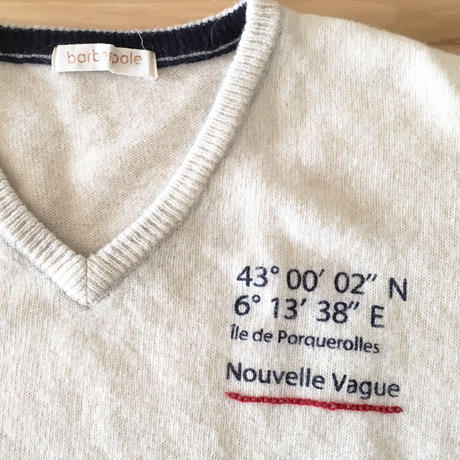 barbapole
43° 00′ 02″ N
6° 13′ 38″ E
Île de Porquerolles
Nouvelle Vague